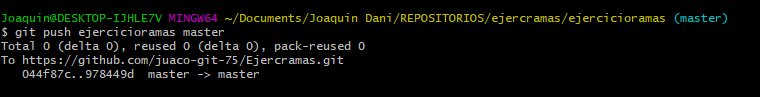 Joaquin@DESKTOP-IJHLE7V MINGW64 ~/Documents/Joaquin Dani/REPOSITORIOS/ejercramas/ejercicioramas (master)
$ git push ejercicioramas master
Total 0 (delta 0), reused 0 (delta 0), pack-reused 0
To https://github.com/juaco-git-75/Ejercramas.git
   044f87c..978449d  master -> master